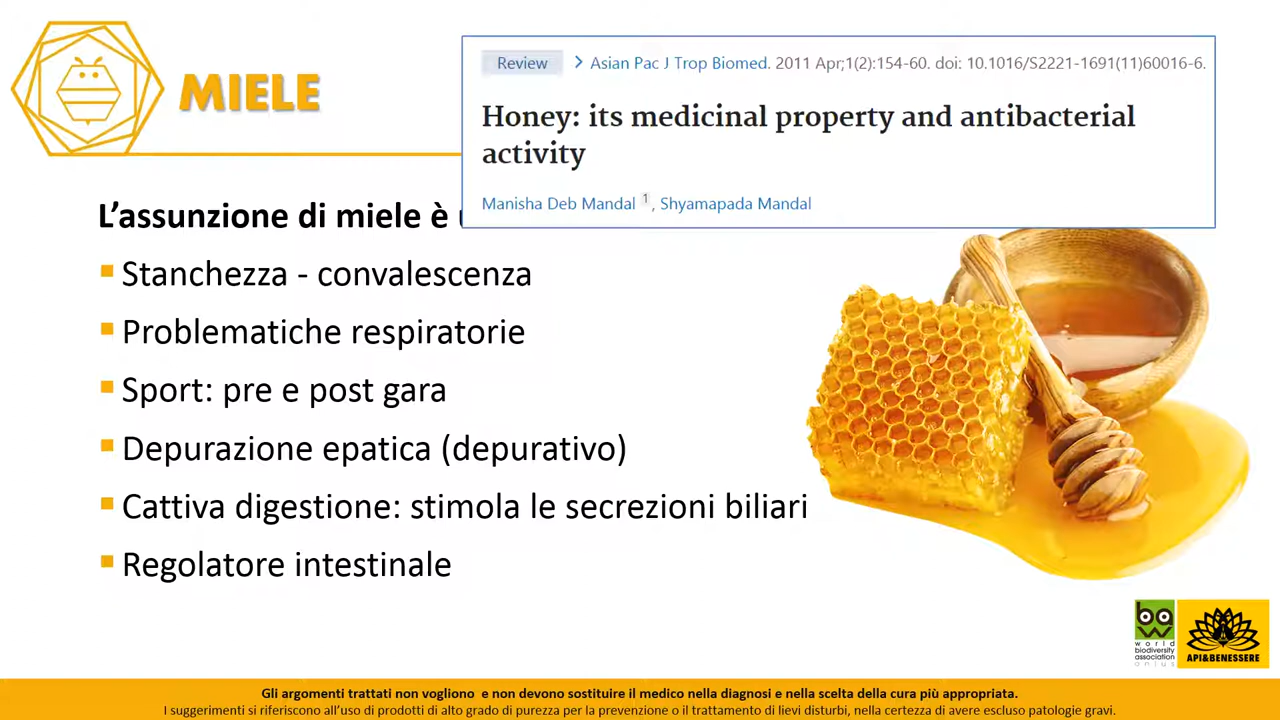 MIELE
Review > Asian Pac J Trop Biomed. 2011 Apr;1(2):154-60. doi: 10.1016/S2221-1691(11)60016-6.
Honey: its medicinal property and antibacterial
activity
Manisha Deb Mandal 1, Shyamapada Mandal
L’assunzione di miele è
Stanchezza - convalescenza
Problematiche respiratorie
Sport: pre e post gara
Depurazione epatica (depurativo)
Cattiva digestione: stimola le secrezioni biliari
Regolatore intestinale
baw
world
biodiversity
association
onlus
API&BENESSERE
Gli argomenti trattati non vogliono e non devono sostituire il medico nella diagnosi e nella scelta della cura più appropriata.
I suggerimenti si riferiscono all’uso di prodotti di alto grado di purezza per la prevenzione o il trattamento di lievi disturbi, nella certezza di avere escluso patologie gravi.